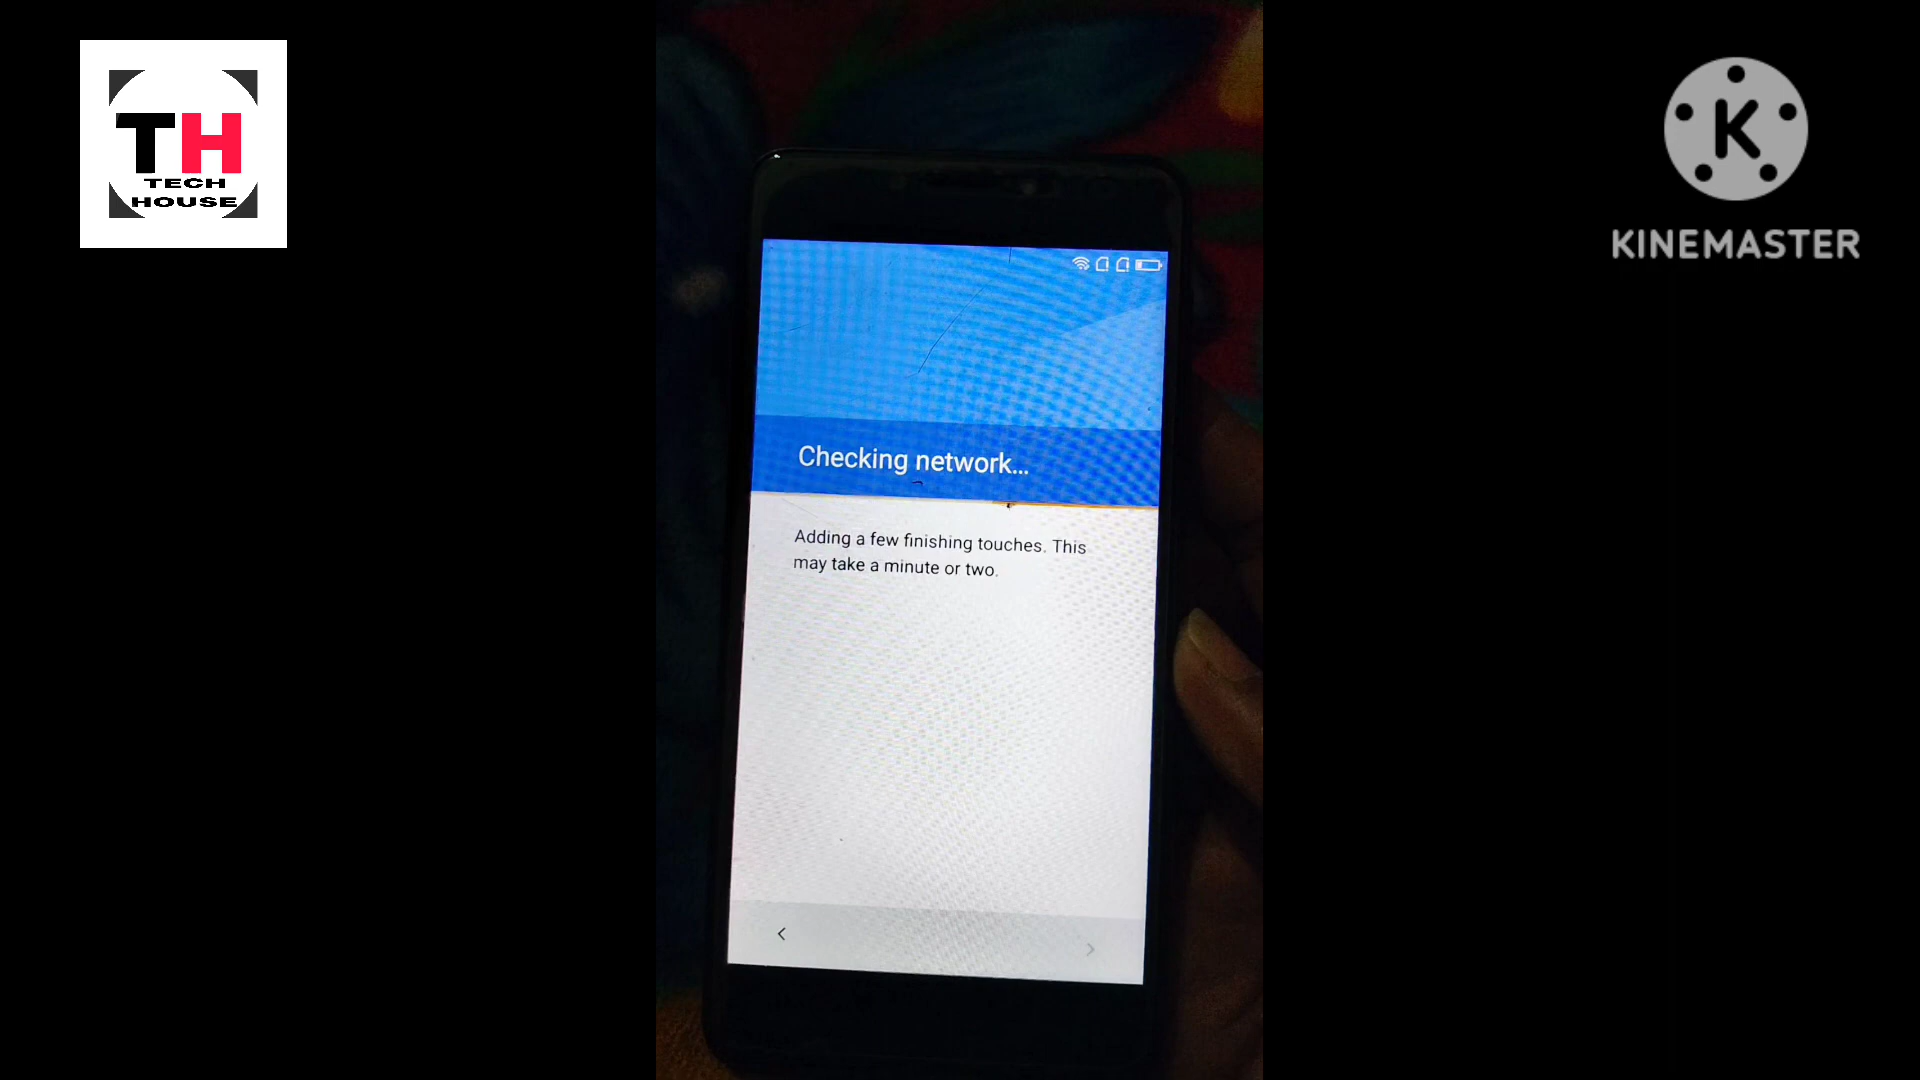 TH
TECH
HOUSE
K
KINEMASTER
Checking network...
Adding a few finishing touches. This
may take a minute or two.